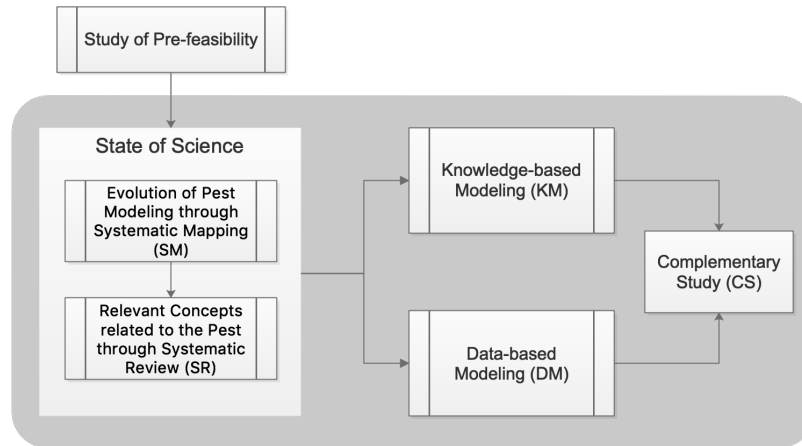 Study of Pre-feasibility
State of Science
Evolution of Pest
Modeling through
Systematic Mapping
(SM)
Relevant Concepts
related to the Pest
through Systematic
Review (SR)
Knowledge-based
Modeling (KM)
Data-based
Modeling (DM)
Complementary
Study (CS)